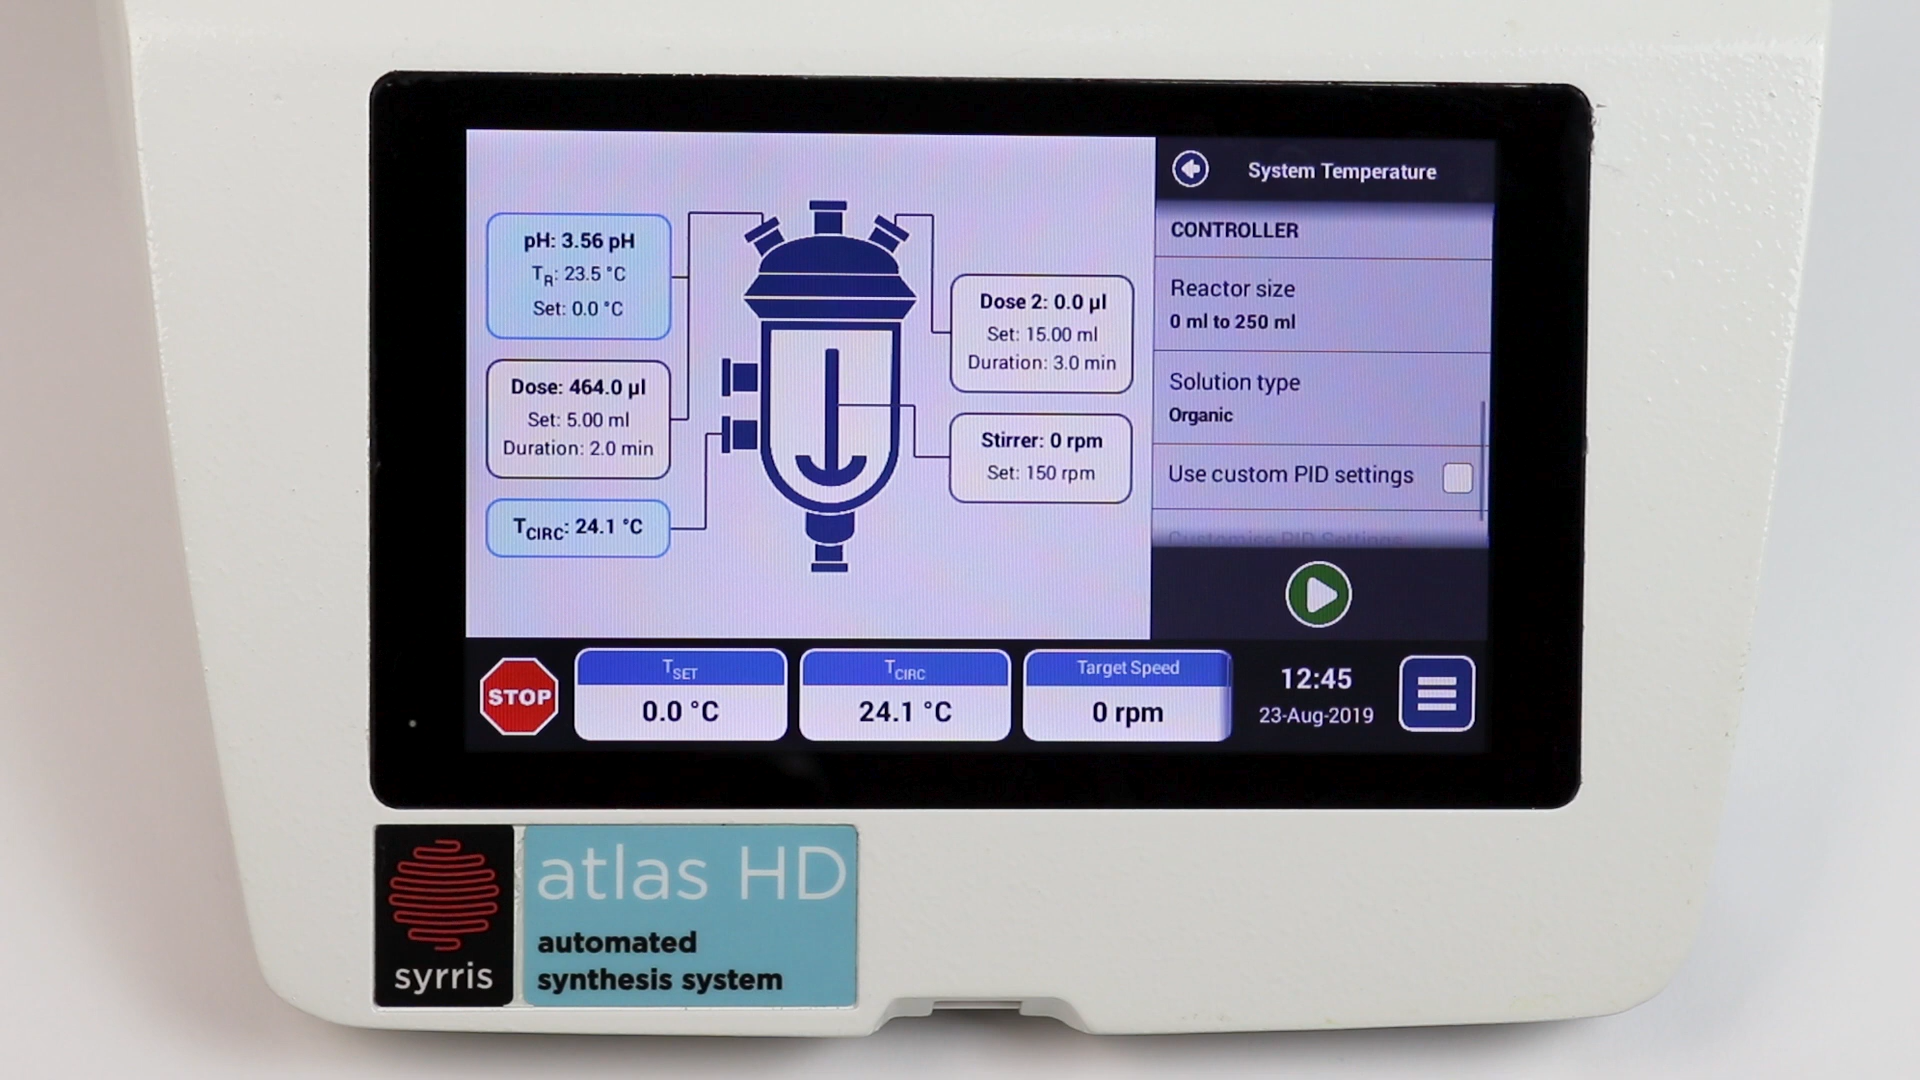 pH: 3.56 pH
TR: 23.5 °C
Set: 0.0 °C
Dose: 464.0 µl
Set: 5.00 ml
Duration: 2.0 min
TCIRC: 24.1 °C
Dose 2: 0.0 µl
Set: 15.00 ml
Duration: 3.0 min
Stirrer: 0 rpm
Set: 150 rpm
System Temperature
CONTROLLER
Reactor size
0 ml to 250 ml
Solution type
Organic
Use custom PID settings
Customise PID Settings
STOP
TSET
0.0 °C
TCIRC
24.1 °C
Target Speed
0 rpm
12:45
23-Aug-2019
syrris
atlas HD
automated
synthesis system